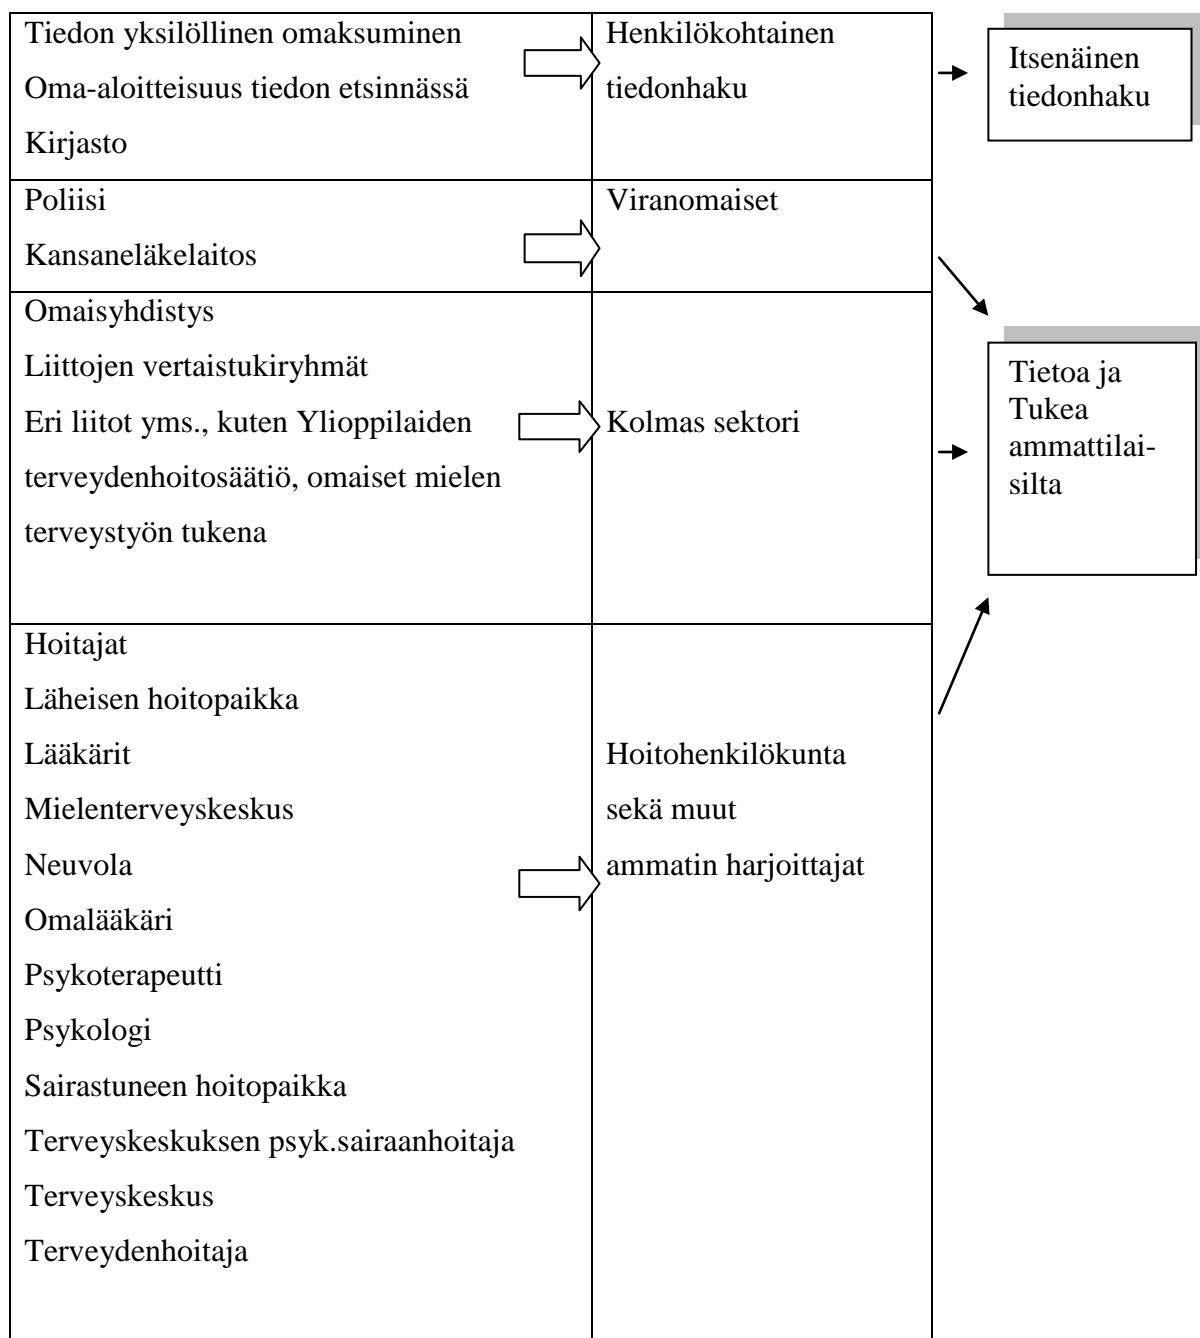 Tiedon yksilöllinen omaksuminen
Oma-aloitteisuus tiedon etsinnässä
Kirjasto
Henkilökohtainen
tiedonhaku
Itsenäinen
tiedonhaku
Poliisi
Kansaneläkelaitos
Viranomaiset
Omaisyhdistys
Liittojen vertaistukiryhmät
Eri liitot yms., kuten Ylioppilaiden
terveydenhoitosäätiö, omaiset mielen
terveystyön tukena
Kolmas sektori
Tietoa ja
Tukea
ammattilai-
silta
Hoitajat
Läheisen hoitopaikka
Lääkärit
Mielenterveyskeskus
Neuvola
Omalääkäri
Psykoterapeutti
Psykologi
Sairastuneen hoitopaikka
Terveyskeskuksen psyk.sairaanhoitaja
Terveyskeskus
Terveydenhoitaja
Hoitohenkilökunta
sekä muut
ammatin harjoittajat